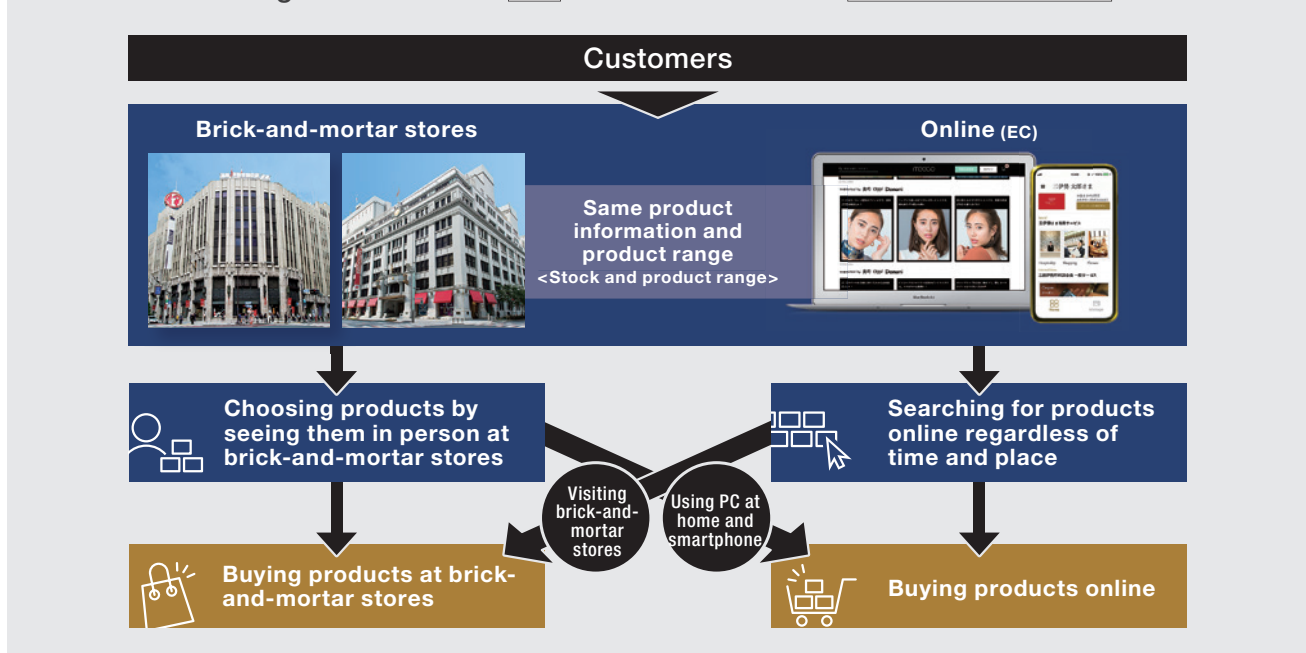 Customers
Brick-and-mortar stores
Online (EC)
Same product
information and
product range
<Stock and product range>
Choosing products by
seeing them in person at
brick-and-mortar stores
Searching for products
online regardless of
time and place
Visiting
brick-and-
mortar
stores
Using PC at
home and
smartphone
Buying products at brick-
and-mortar stores
Buying products online